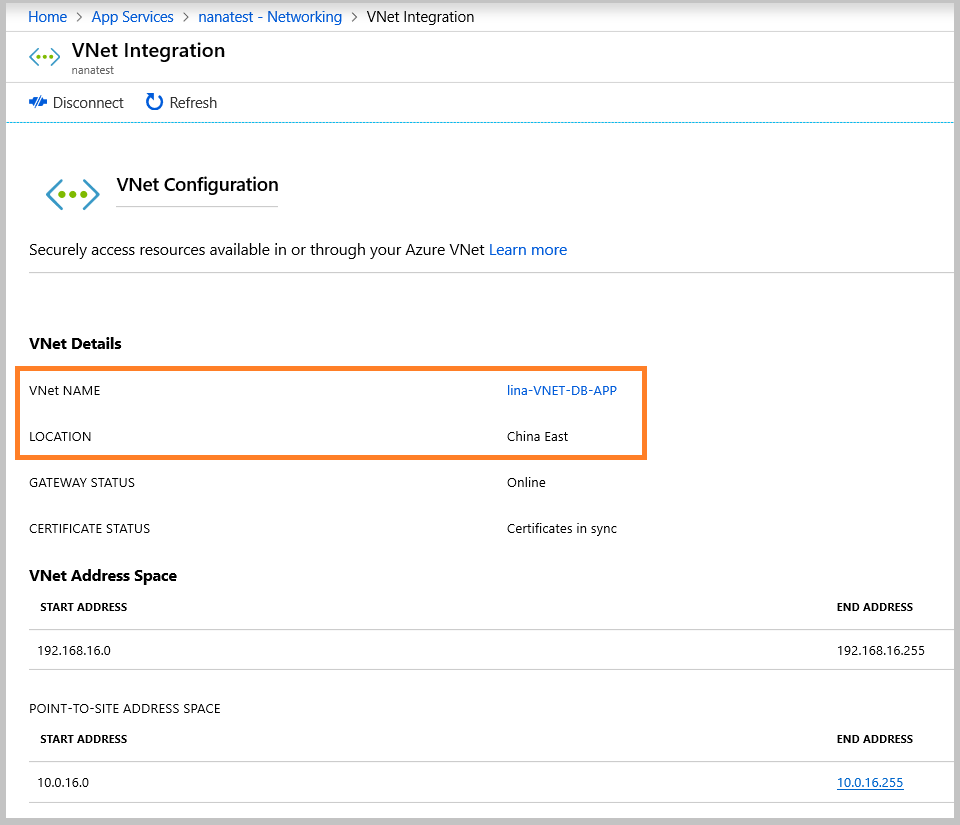 Home > App Services > nanatest - Networking > VNet Integration
VNet Integration
nanatest
Disconnect Refresh
VNet Configuration
Securely access resources available in or through your Azure VNet Learn more
VNet Details
VNet NAME lina-VNET-DB-APP
LOCATION China East
GATEWAY STATUS Online
CERTIFICATE STATUS Certificates in sync
VNet Address Space
START ADDRESS END ADDRESS
192.168.16.0 192.168.16.255
POINT-TO-SITE ADDRESS SPACE
START ADDRESS END ADDRESS
10.0.16.0 10.0.16.255